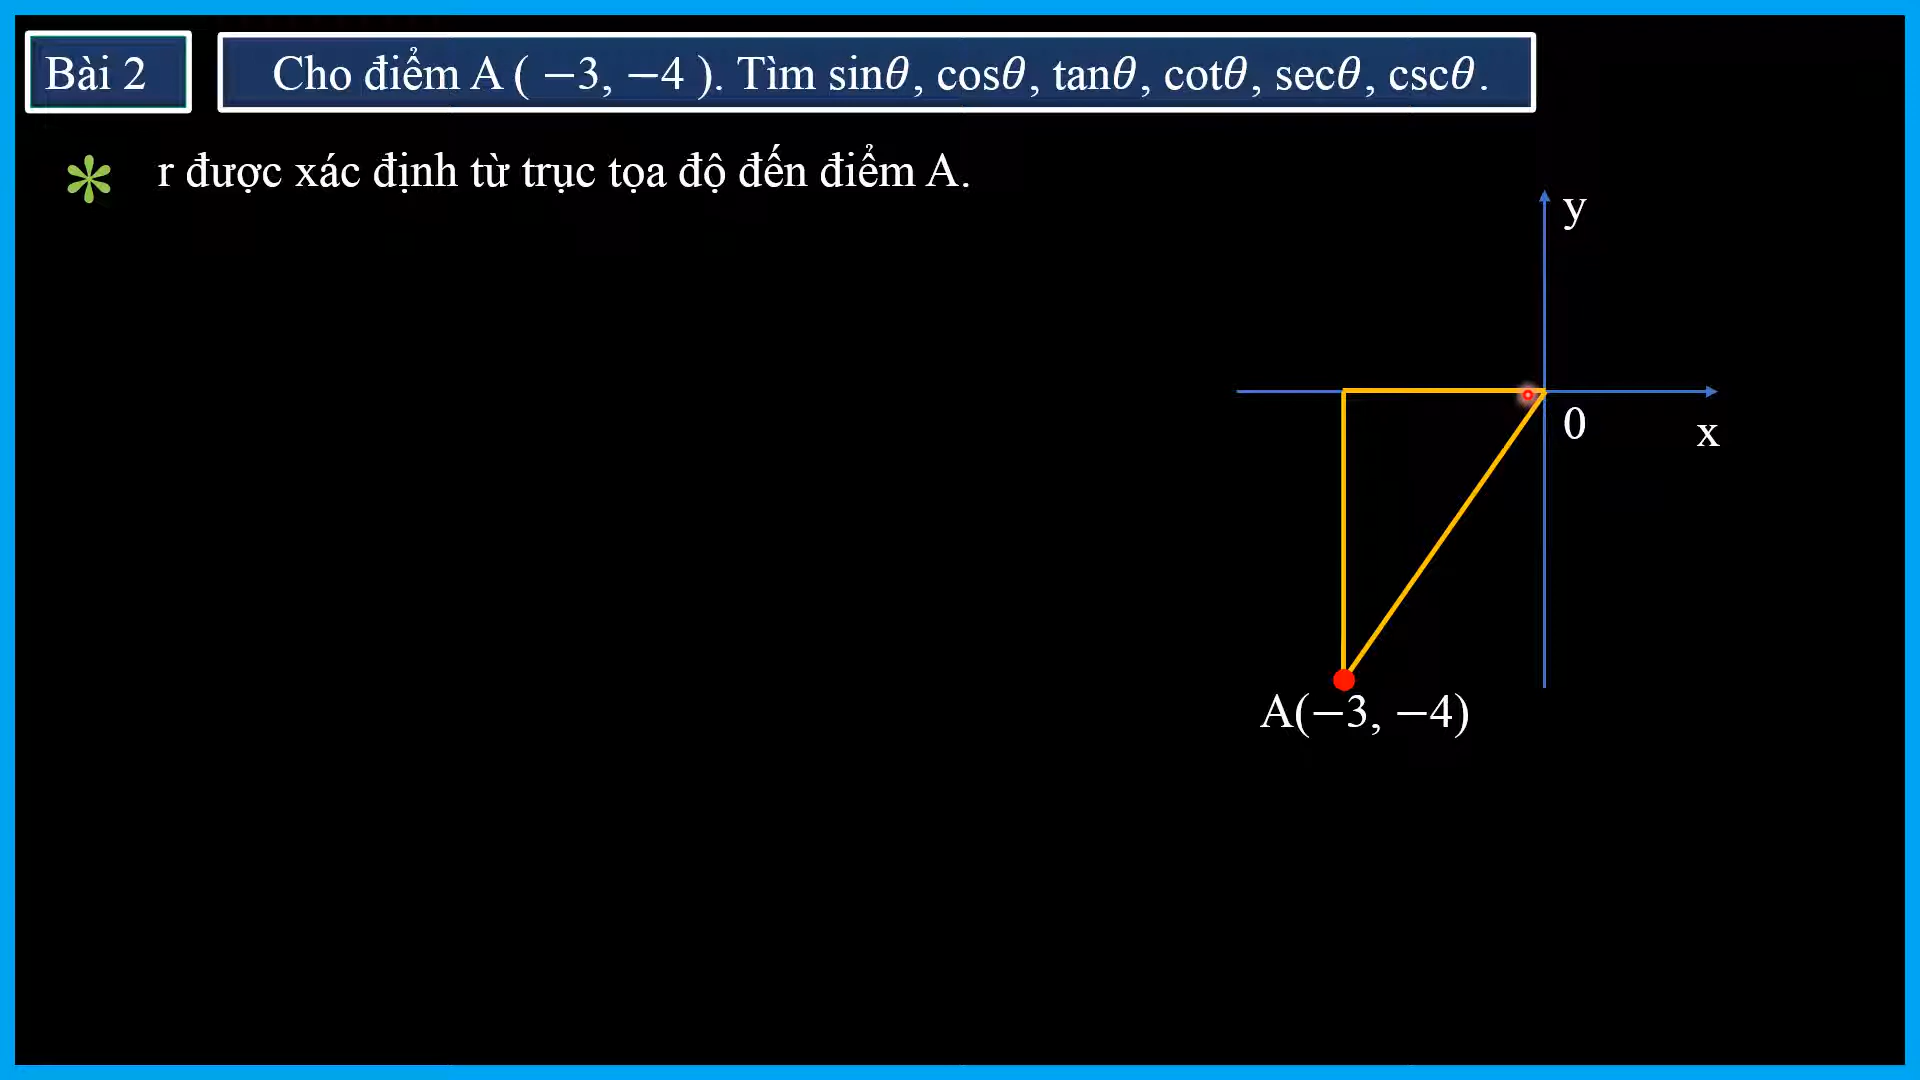 Bài 2
Cho điểm A ( −3, −4 ). Tìm sin𝜃, cos𝜃, tan𝜃, cot𝜃, sec𝜃, csc𝜃.
* r được xác định từ trục tọa độ đến điểm A.
y
0
x
A(−3, −4)